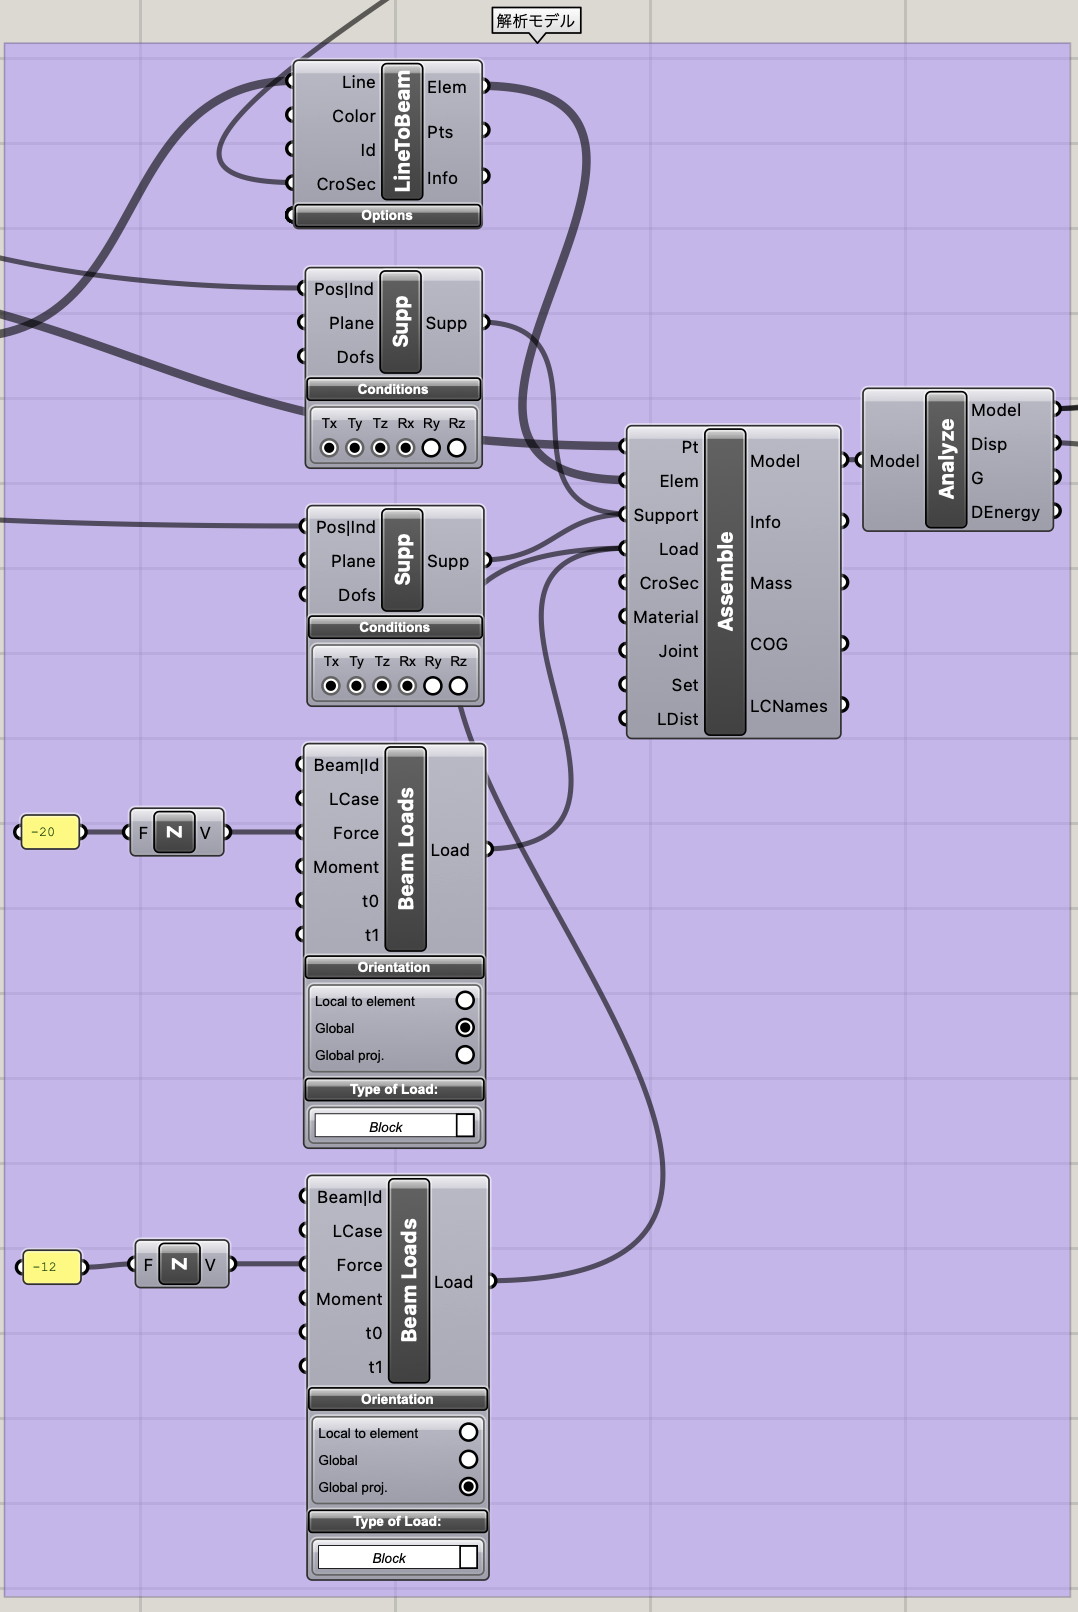 解析モデル
Line
Color
Id
CroSec
LineToBeam
Elem
Pts
Info
Options
Pos|Ind
Plane
Dofs
Supp
Supp
Conditions
Tx Ty Tz Rx Ry Rz
Pos|Ind
Plane
Dofs
Supp
Supp
Conditions
Tx Ty Tz Rx Ry Rz
Pt
Elem
Support
Load
CroSec
Material
Joint
Set
LDist
Assemble
Model
Info
Mass
COG
LCNames
Model
Analyze
Model
Disp
G
DEnergy
-20
F Z V
Beam|Id
LCase
Force
Moment
t0
t1
Beam Loads
Load
Orientation
Local to element
Global
Global proj.
Type of Load:
Block
-12
F Z V
Beam|Id
LCase
Force
Moment
t0
t1
Beam Loads
Load
Orientation
Local to element
Global
Global proj.
Type of Load:
Block